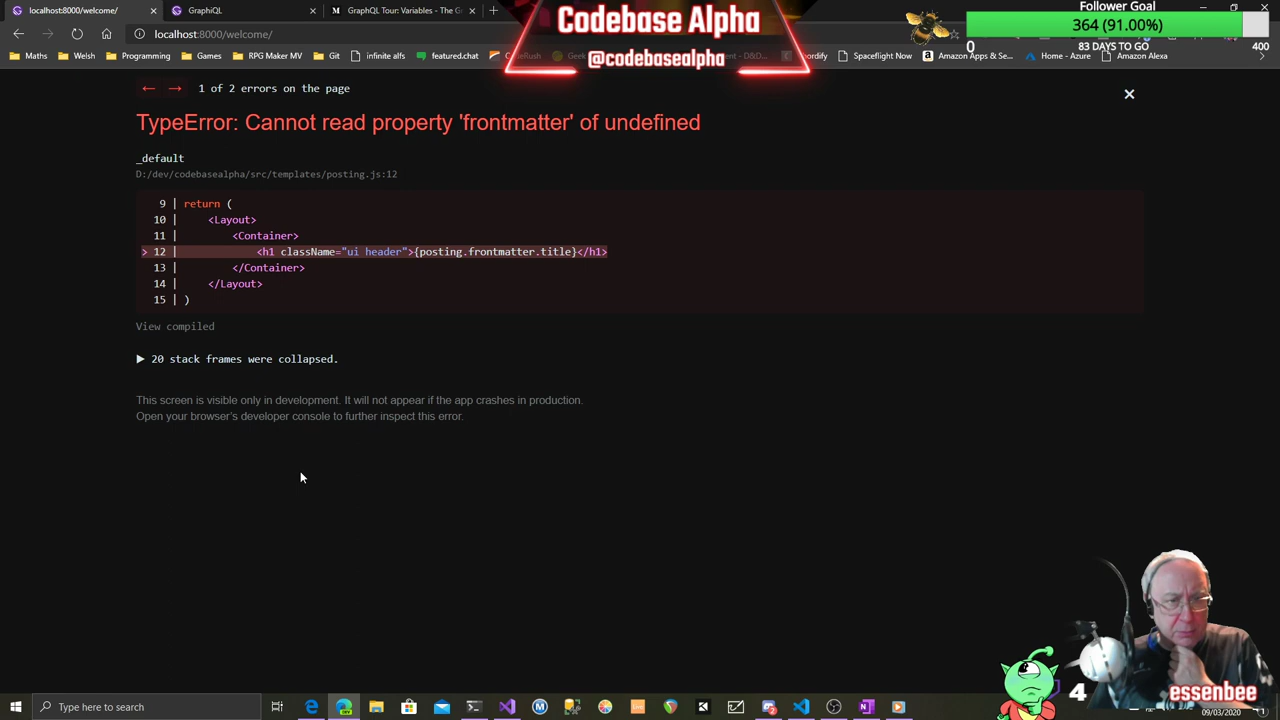 localhost:8000/welcome/
GraphiQL
GraphQL Tour: Variables - The G
Codebase Alpha
@codebasealpha
Follower Goal
364 (91.00%)
0
83 DAYS TO GO
400
localhost:8000/welcome/
Maths
Welsh
Programming
Games
RPG Maker MV
Git
infinite alfs
featured.chat
Spaceflight Now
Amazon Apps & Se...
Home - Azure
Amazon Alexa
1 of 2 errors on the page
TypeError: Cannot read property 'frontmatter' of undefined
_default
D:/dev/codebasealpha/src/templates/posting.js:12
9 | return (
10 | <Layout>
11 | <Container>
> 12 | <h1 className="ui header">{posting.frontmatter.title}</h1>
13 | </Container>
14 | </Layout>
15 | )
View compiled
▶ 20 stack frames were collapsed.
This screen is visible only in development. It will not appear if the app crashes in production.
Open your browser's developer console to further inspect this error.
4
essenbee
Type here to search
09/03/2020